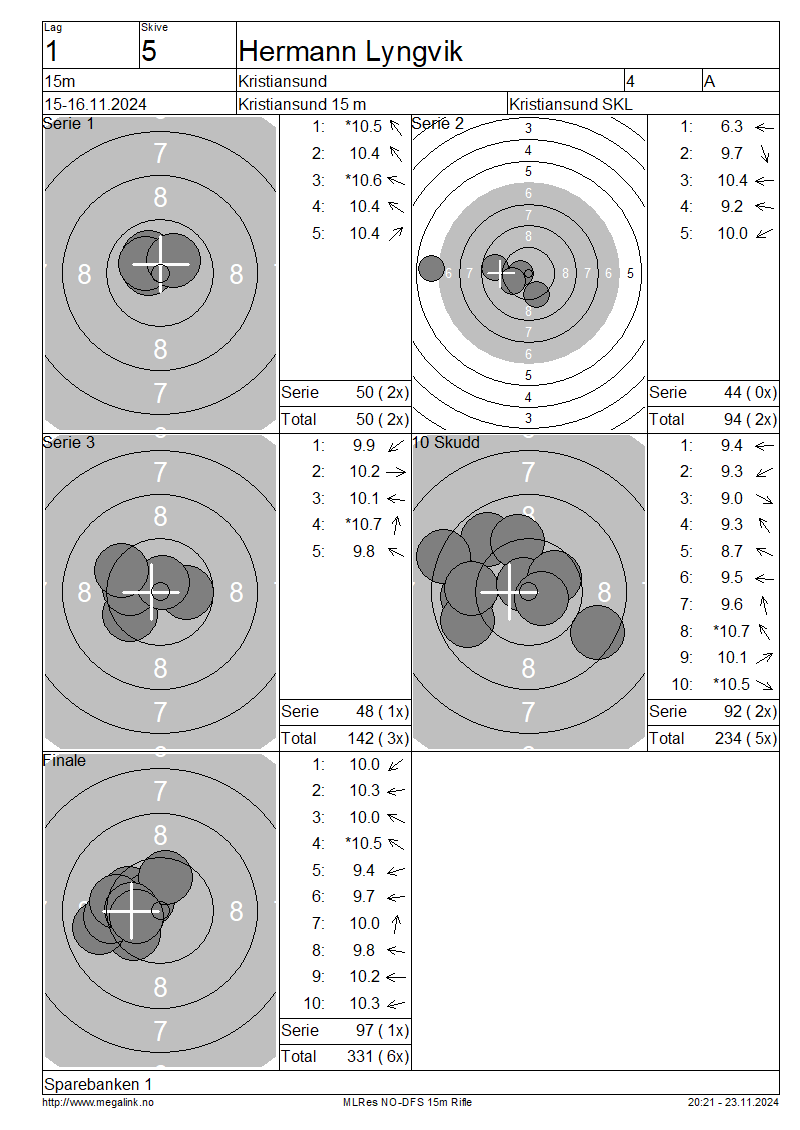 Lag
Skive
1
5
Hermann Lyngvik
15m
Kristiansund
4
A
15-16.11.2024
Kristiansund 15 m
Kristiansund SKL
Serie 1
7
8
8
8
8
7
1: *10.5
2: 10.4
3: *10.6
4: 10.4
5: 10.4
Serie 50 ( 2x)
Total 50 ( 2x)
Serie 2
3
4
5
6
7
8
6 7 8 7 6 5
8
7
6
5
4
3
1: 6.3
2: 9.7
3: 10.4
4: 9.2
5: 10.0
Serie 44 ( 0x)
Total 94 ( 2x)
Serie 3
7
8
8
8
8
7
1: 9.9
2: 10.2
3: 10.1
4: *10.7
5: 9.8
Serie 48 ( 1x)
Total 142 ( 3x)
10 Skudd
7
8
8
8
7
1: 9.4
2: 9.3
3: 9.0
4: 9.3
5: 8.7
6: 9.5
7: 9.6
8: *10.7
9: 10.1
10: *10.5
Serie 92 ( 2x)
Total 234 ( 5x)
Finale
7
8
8
8
7
1: 10.0
2: 10.3
3: 10.0
4: *10.5
5: 9.4
6: 9.7
7: 10.0
8: 9.8
9: 10.2
10: 10.3
Serie 97 ( 1x)
Total 331 ( 6x)
Sparebanken 1
http://www.megalink.no
MLRes NO-DFS 15m Rifle
20:21 - 23.11.2024